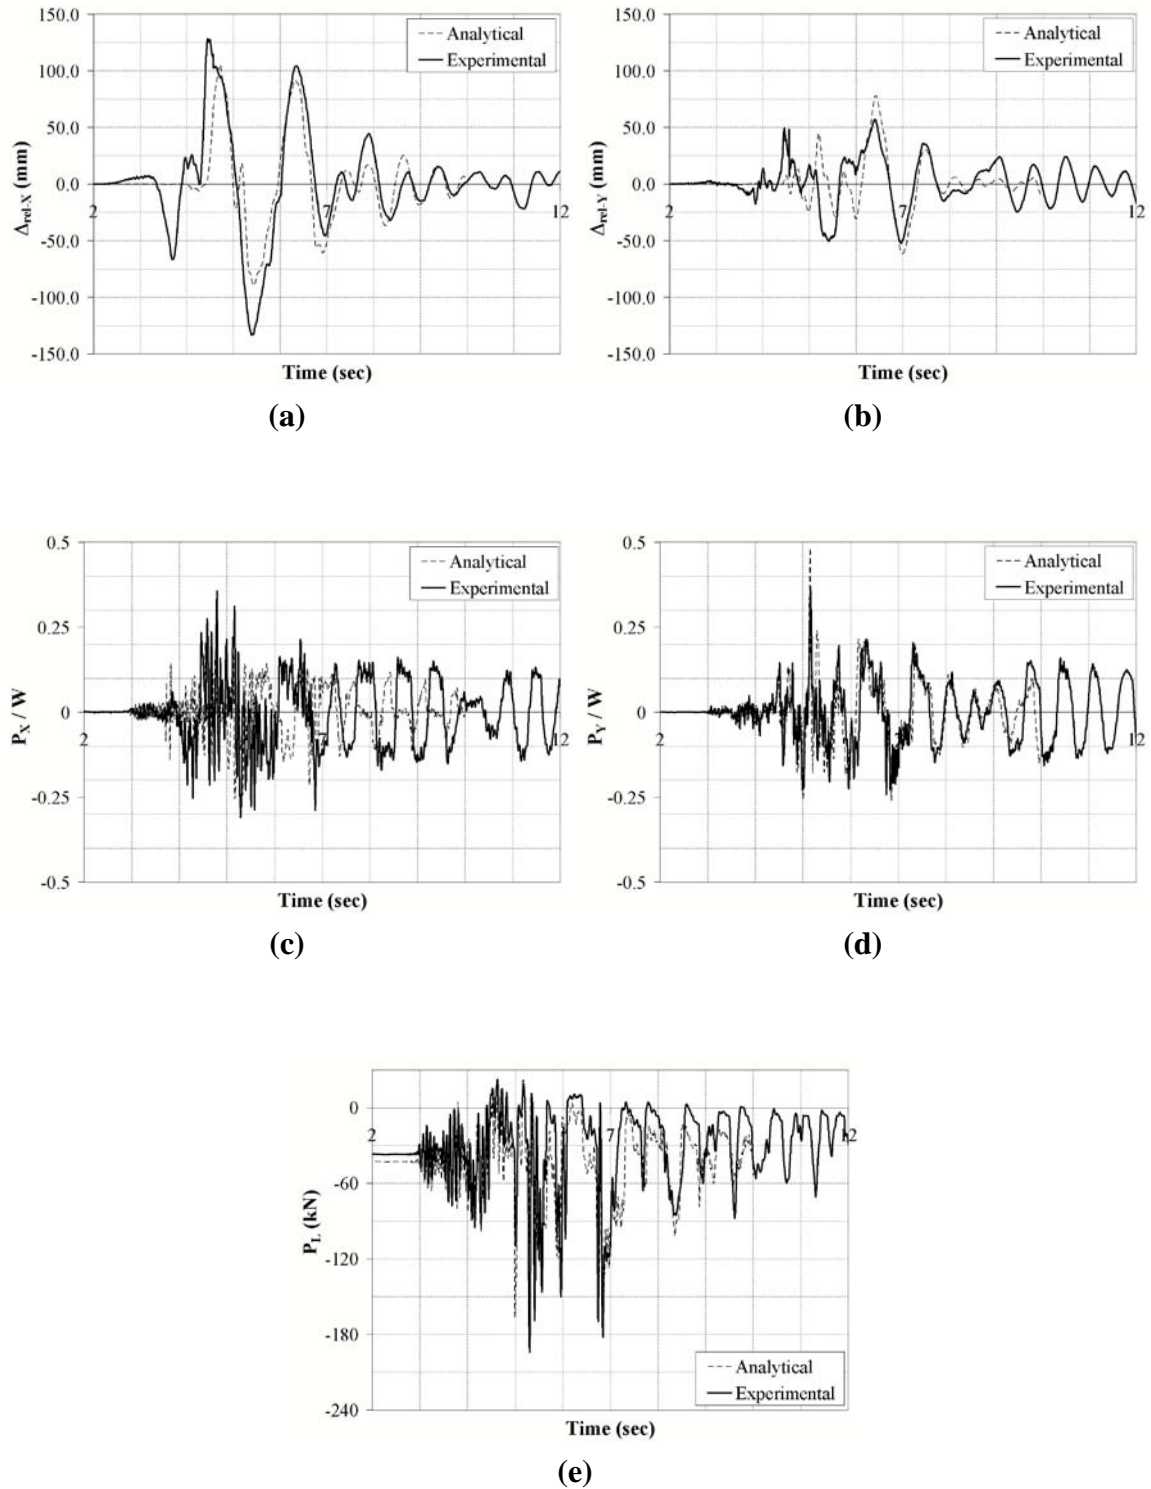 150.0
100.0
50.0
0.0
-50.0
-100.0
-150.0
2
7
12
Δrel-X (mm)
Time (sec)
Analytical
Experimental
(a)
150.0
100.0
50.0
0.0
-50.0
-100.0
-150.0
2
7
12
Δrel-Y (mm)
Time (sec)
Analytical
Experimental
(b)
0.5
0.25
0
-0.25
-0.5
2
7
12
PX / W
Time (sec)
Analytical
Experimental
(c)
0.5
0.25
0
-0.25
-0.5
2
7
12
PY / W
Time (sec)
Analytical
Experimental
(d)
0
-60
-120
-180
-240
2
7
12
PL (kN)
Time (sec)
Analytical
Experimental
(e)